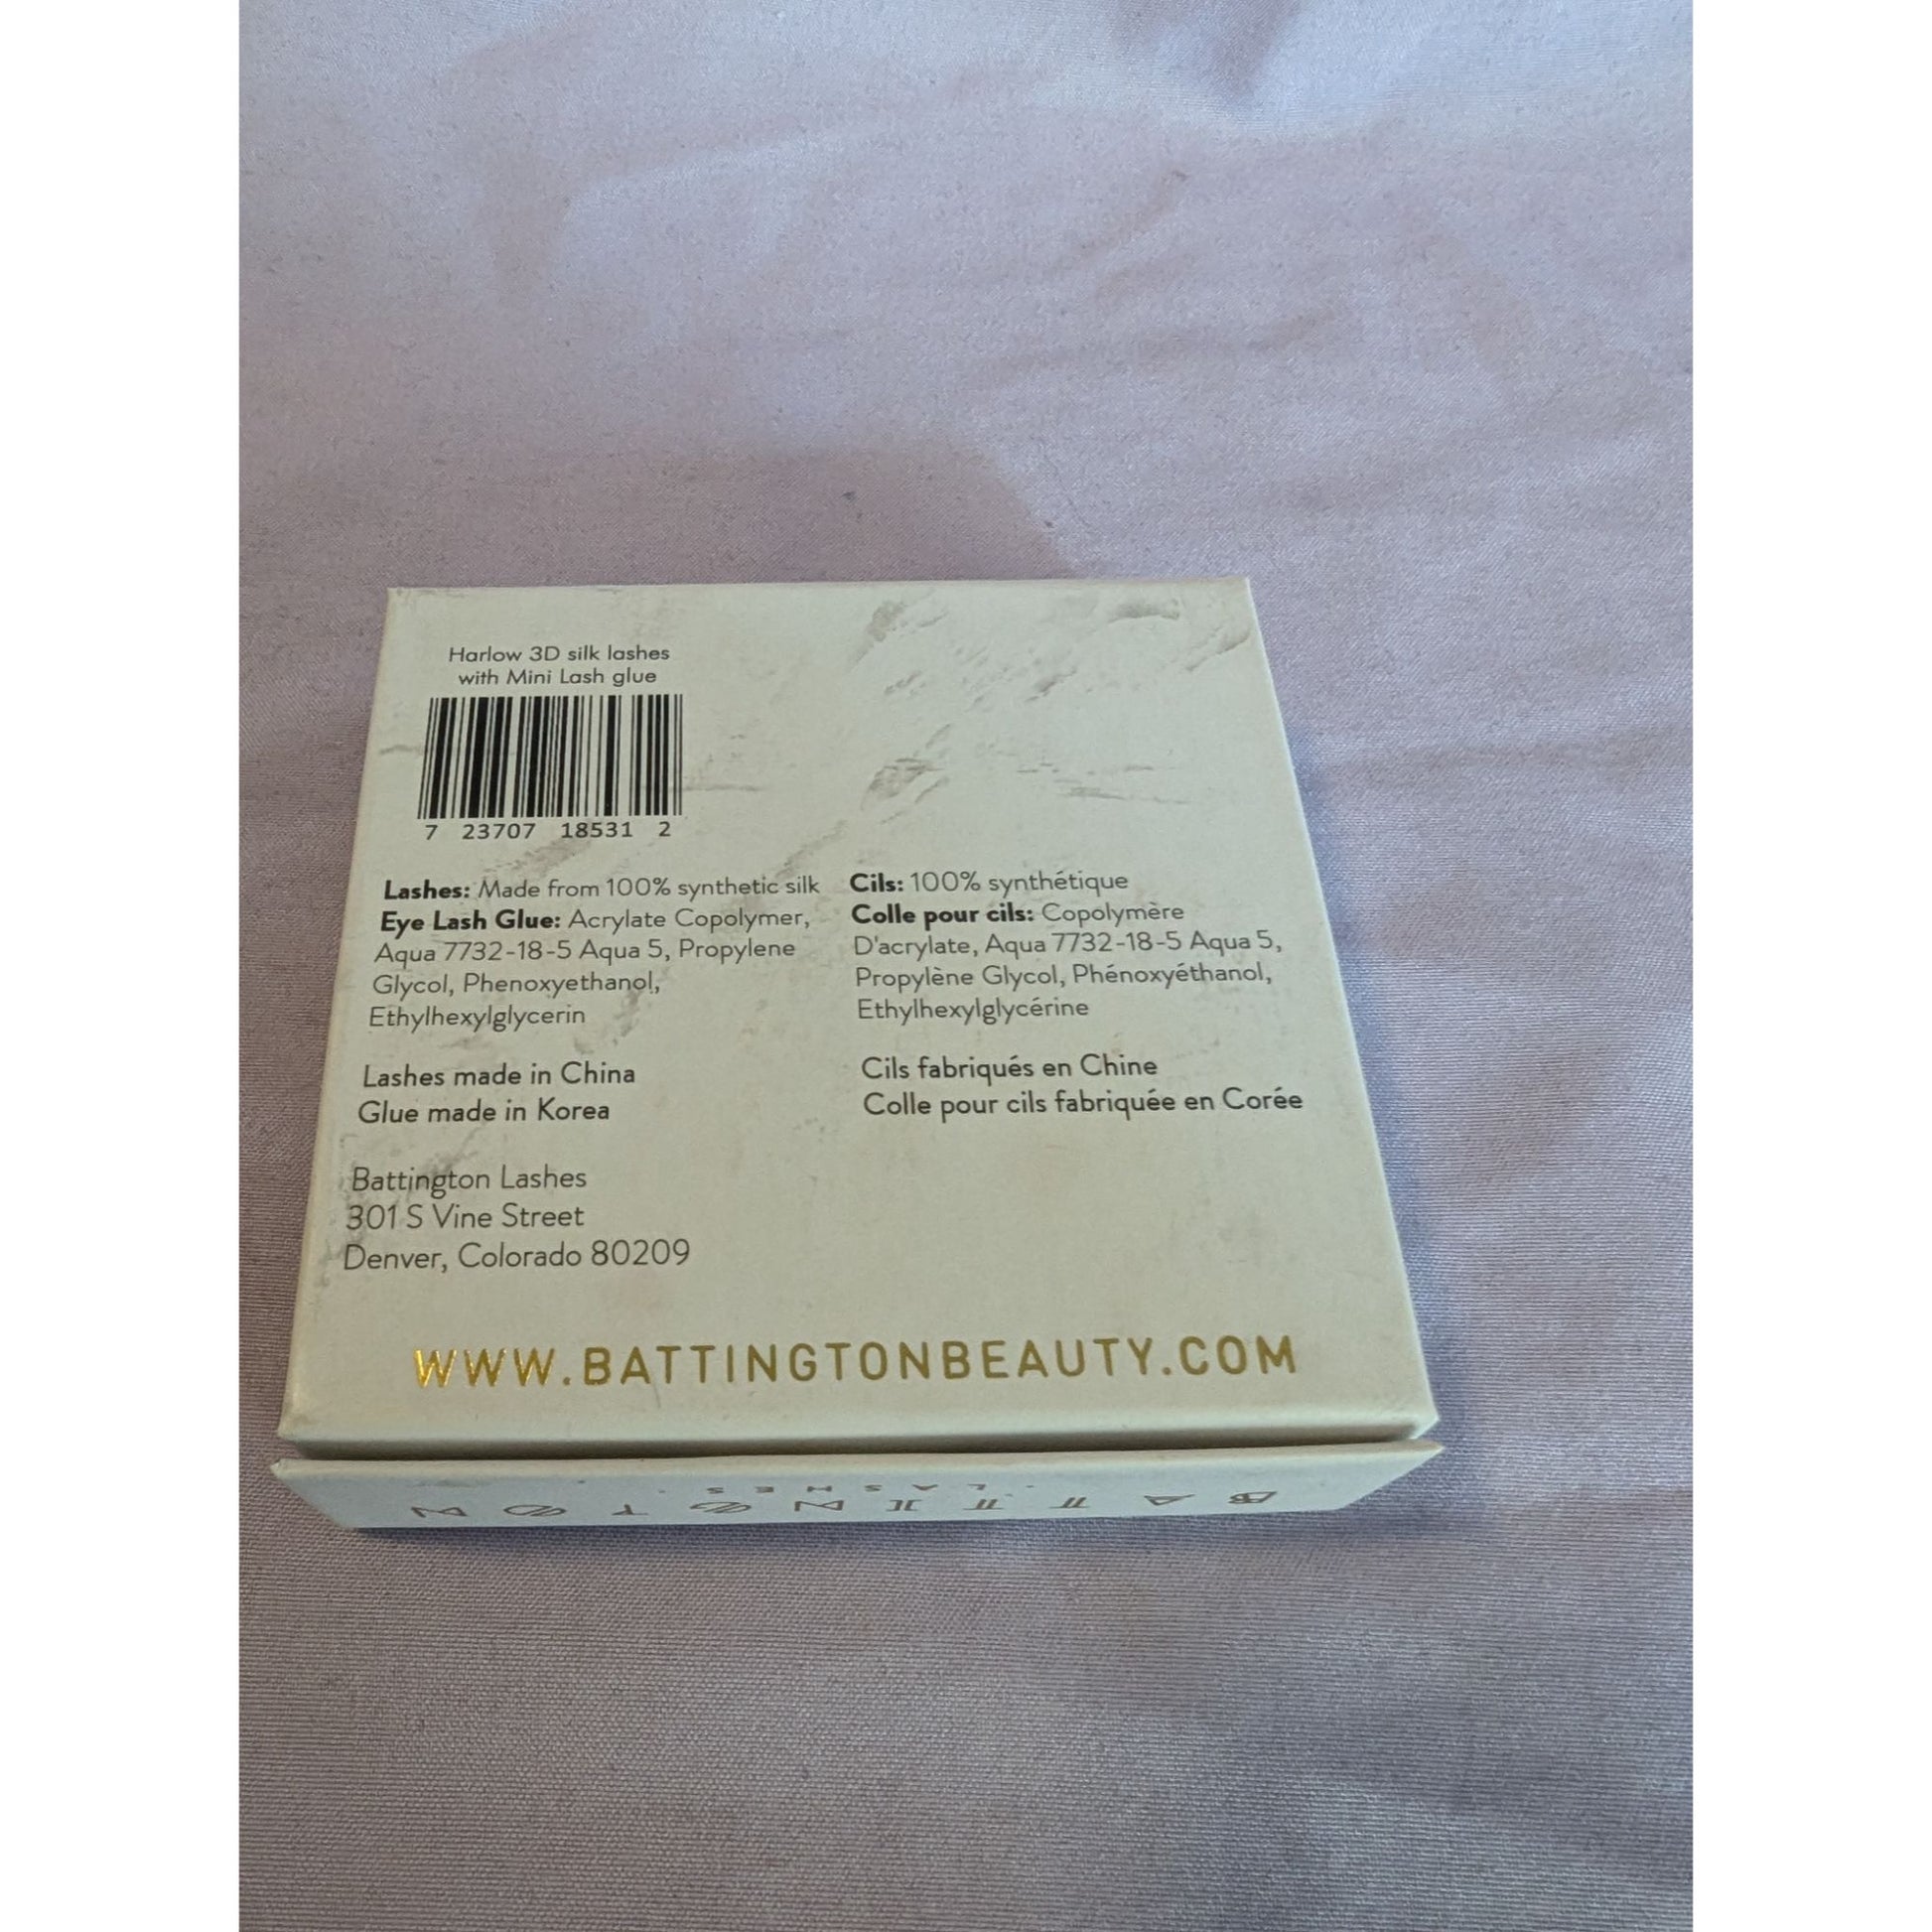 Harlow 3D silk lashes
with Mini Lash glue
7 23707 18531 2
Lashes: Made from 100% synthetic silk
Eye Lash Glue: Acrylate Copolymer,
Aqua 7732-18-5 Aqua 5, Propylene
Glycol, Phenoxyethanol,
Ethylhexylglycerin
Lashes made in China
Glue made in Korea
Battington Lashes
301 S Vine Street
Denver, Colorado 80209
Cils: 100% synthétique
Colle pour cils: Copolymère
D'acrylate, Aqua 7732-18-5 Aqua 5,
Propylène Glycol, Phénoxyéthanol,
Ethylhexylglycérine
Cils fabriqués en Chine
Colle pour cils fabriquée en Corée
WWW.BATTINGTONBEAUTY.COM
BATTINGTON
LASHES